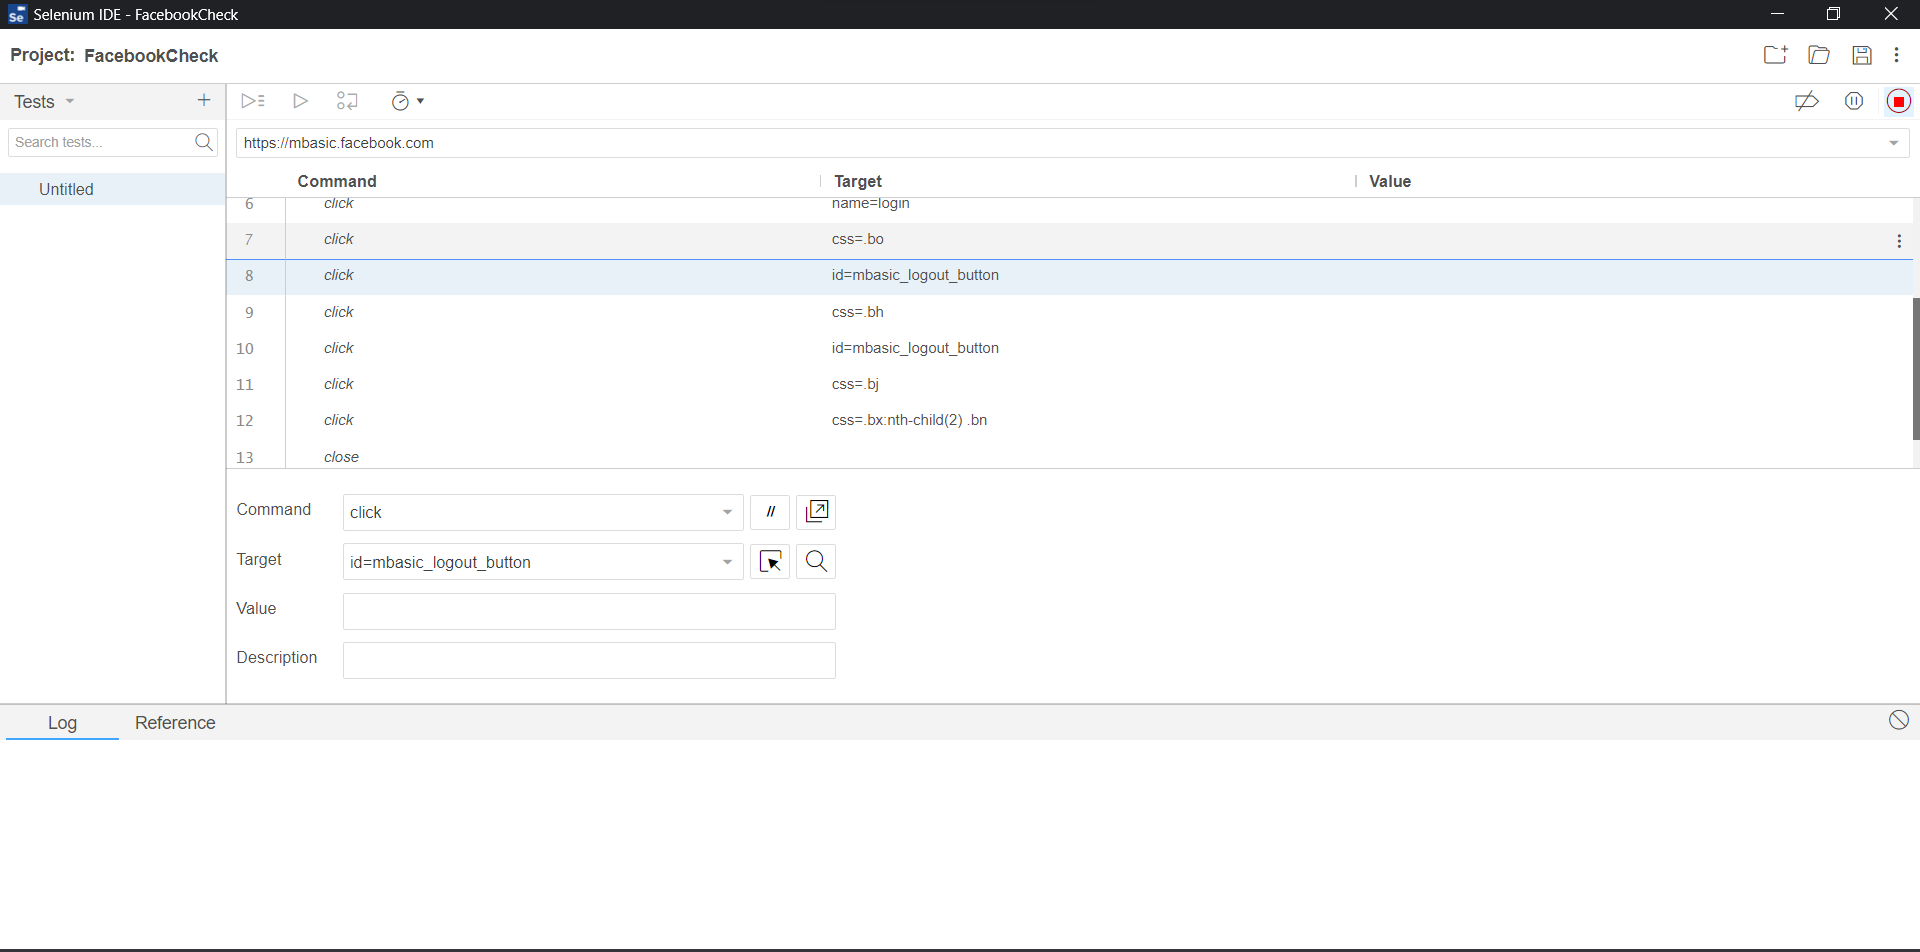 Se Selenium IDE - FacebookCheck
Project: FacebookCheck
Tests
Search tests...
Untitled
https://mbasic.facebook.com
Command Target Value
6 click name=login
7 click css=.bo
8 click id=mbasic_logout_button
9 click css=.bh
10 click id=mbasic_logout_button
11 click css=.bj
12 click css=.bx:nth-child(2) .bn
13 close
Command click //
Target id=mbasic_logout_button
Value
Description
Log Reference